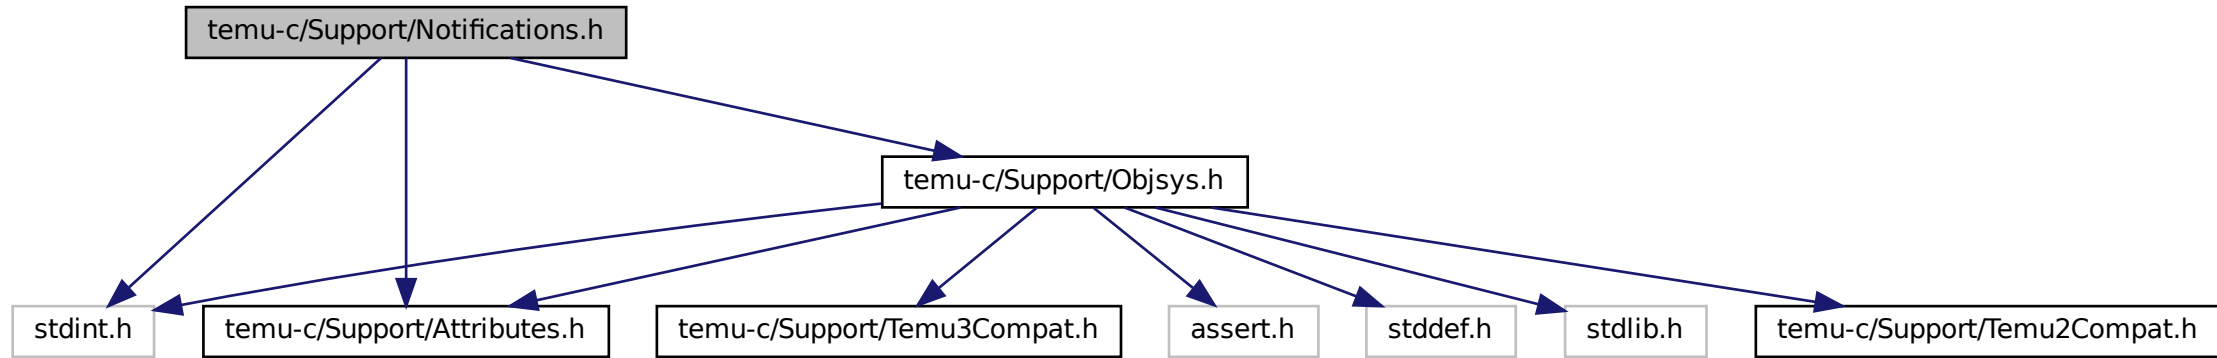 temu-c/Support/Notifications.h
temu-c/Support/Objsys.h
stdint.h
temu-c/Support/Attributes.h
temu-c/Support/Temu3Compat.h
assert.h
stddef.h
stdlib.h
temu-c/Support/Temu2Compat.h